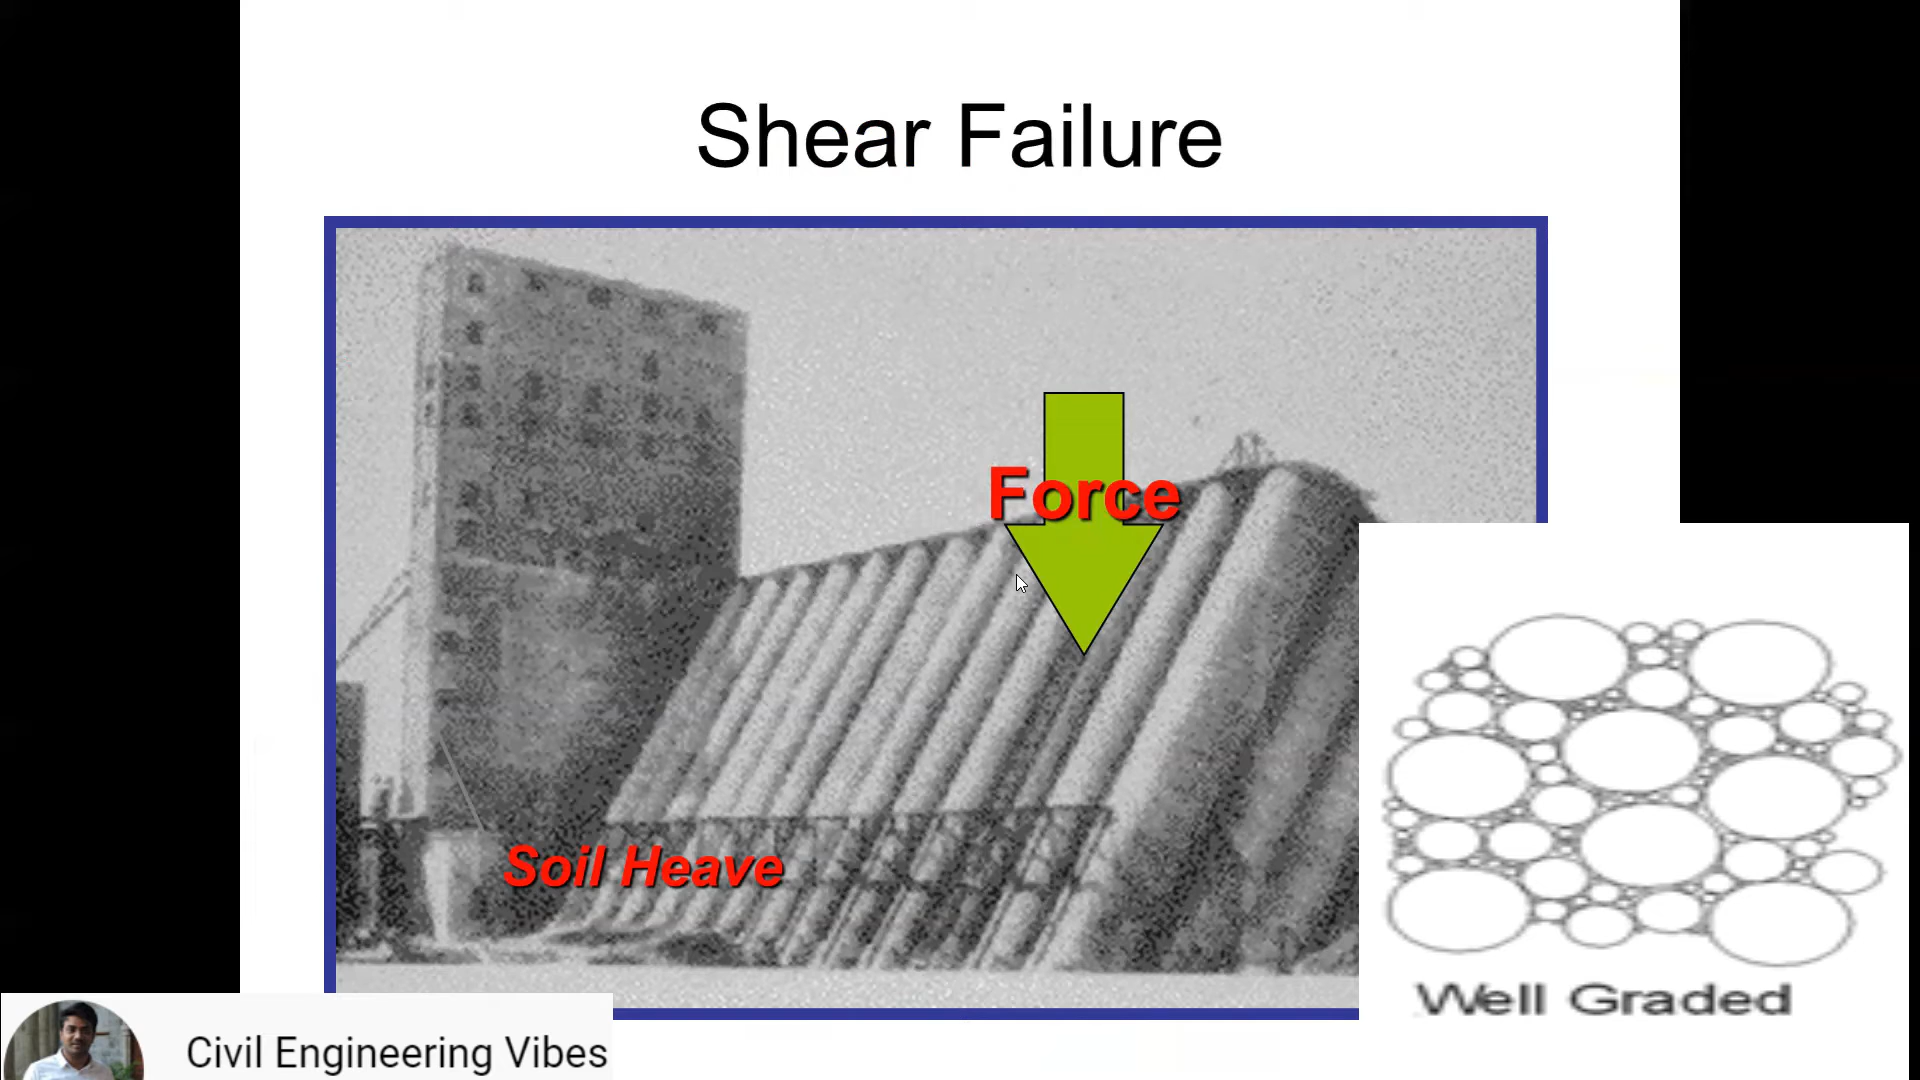 Shear Failure
Force
Soil Heave
Well Graded
Civil Engineering Vibes